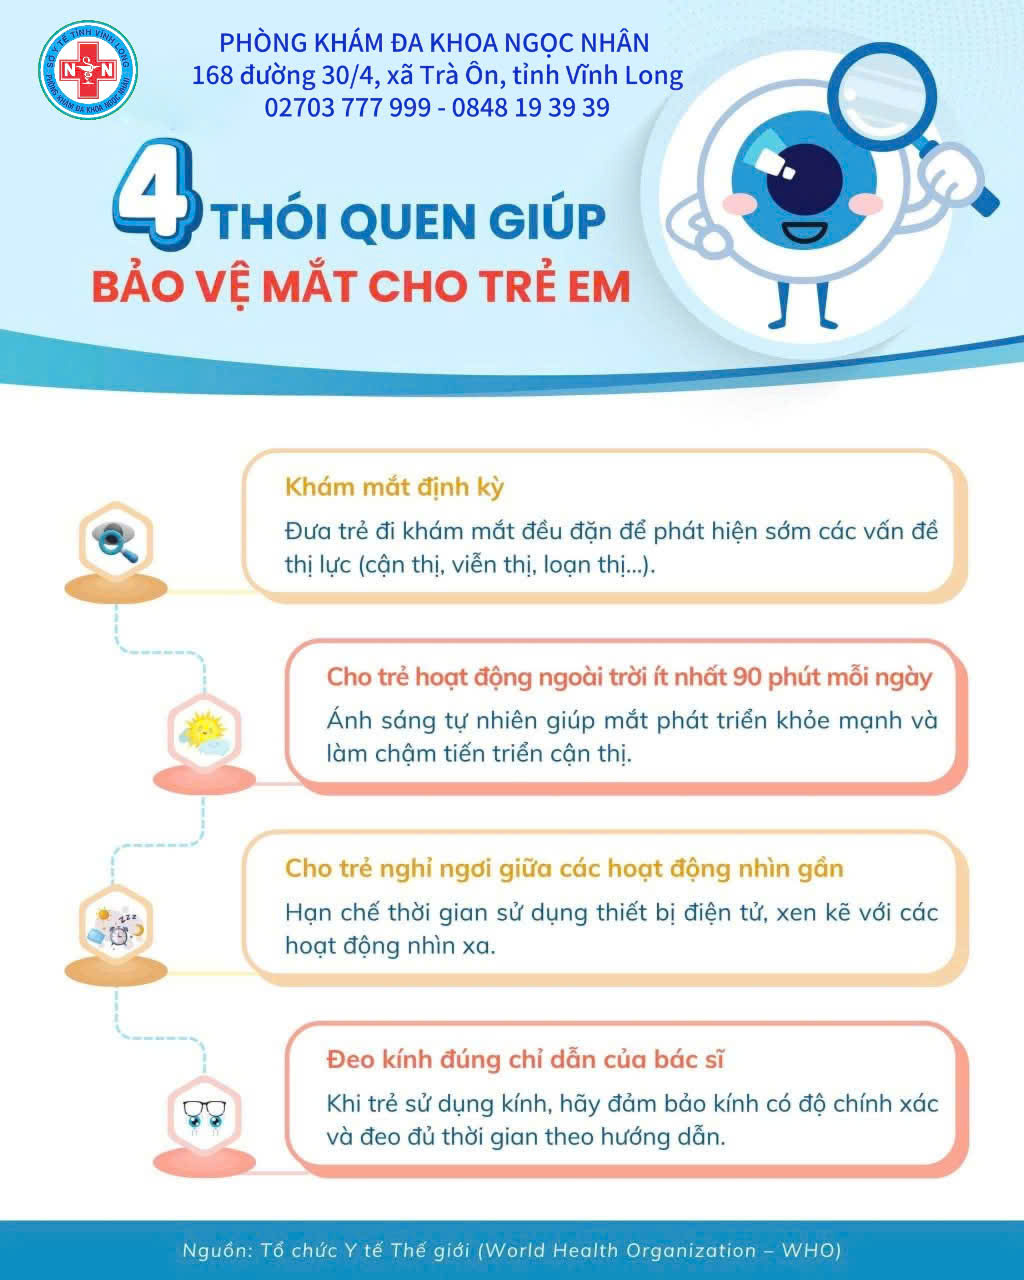 SỞ Y TẾ TỈNH VĨNH LONG
N N
PHÒNG KHÁM ĐA KHOA NGỌC NHÂN
PHÒNG KHÁM ĐA KHOA NGỌC NHÂN
168 đường 30/4, xã Trà Ôn, tỉnh Vĩnh Long
02703 777 999 - 0848 19 39 39
4 THÓI QUEN GIÚP
BẢO VỆ MẮT CHO TRẺ EM
Khám mắt định kỳ
Đưa trẻ đi khám mắt đều đặn để phát hiện sớm các vấn đề
thị lực (cận thị, viễn thị, loạn thị...).
Cho trẻ hoạt động ngoài trời ít nhất 90 phút mỗi ngày
Ánh sáng tự nhiên giúp mắt phát triển khỏe mạnh và
làm chậm tiến triển cận thị.
Cho trẻ nghỉ ngơi giữa các hoạt động nhìn gần
Hạn chế thời gian sử dụng thiết bị điện tử, xen kẽ với các
hoạt động nhìn xa.
zzz
Đeo kính đúng chỉ dẫn của bác sĩ
Khi trẻ sử dụng kính, hãy đảm bảo kính có độ chính xác
và đeo đủ thời gian theo hướng dẫn.
Nguồn: Tổ chức Y tế Thế giới (World Health Organization – WHO)